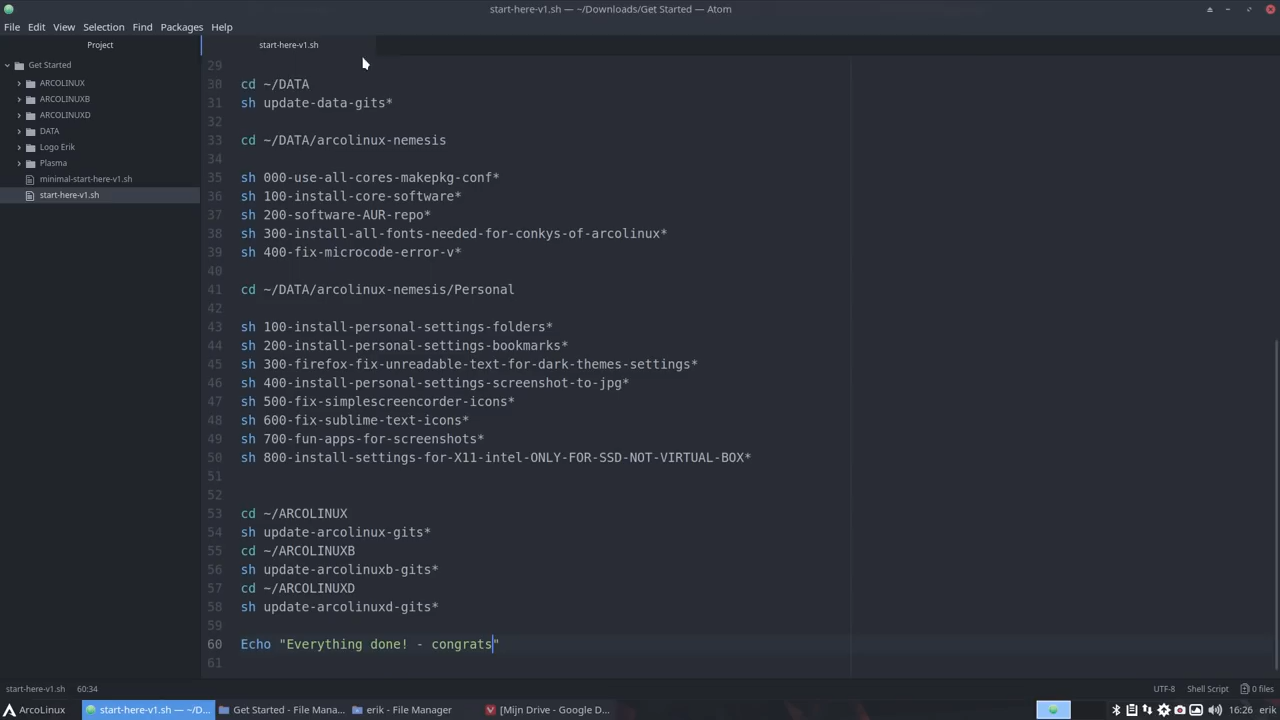 start-here-v1.sh — ~/Downloads/Get Started — Atom
File Edit View Selection Find Packages Help
Project
start-here-v1.sh
Get Started
ARCOLINUX
ARCOLINUXB
ARCOLINUXD
DATA
Logo Erik
Plasma
minimal-start-here-v1.sh
start-here-v1.sh
29
30 cd ~/DATA
31 sh update-data-gits*
32
33 cd ~/DATA/arcolinux-nemesis
34
35 sh 000-use-all-cores-makepkg-conf*
36 sh 100-install-core-software*
37 sh 200-software-AUR-repo*
38 sh 300-install-all-fonts-needed-for-conkys-of-arcolinux*
39 sh 400-fix-microcode-error-v*
40
41 cd ~/DATA/arcolinux-nemesis/Personal
42
43 sh 100-install-personal-settings-folders*
44 sh 200-install-personal-settings-bookmarks*
45 sh 300-firefox-fix-unreadable-text-for-dark-themes-settings*
46 sh 400-install-personal-settings-screenshot-to-jpg*
47 sh 500-fix-simplescreencorder-icons*
48 sh 600-fix-sublime-text-icons*
49 sh 700-fun-apps-for-screenshots*
50 sh 800-install-settings-for-X11-intel-ONLY-FOR-SSD-NOT-VIRTUAL-BOX*
51
52
53 cd ~/ARCOLINUX
54 sh update-arcolinux-gits*
55 cd ~/ARCOLINUXB
56 sh update-arcolinuxb-gits*
57 cd ~/ARCOLINUXD
58 sh update-arcolinuxd-gits*
59
60 Echo "Everything done! - congrats"
61
start-here-v1.sh 60:34 UTF-8 Shell Script 0 files
ArcoLinux start-here-v1.sh — ~/D... Get Started - File Mana... erik - File Manager [Mijn Drive - Google D... 16:26 erik